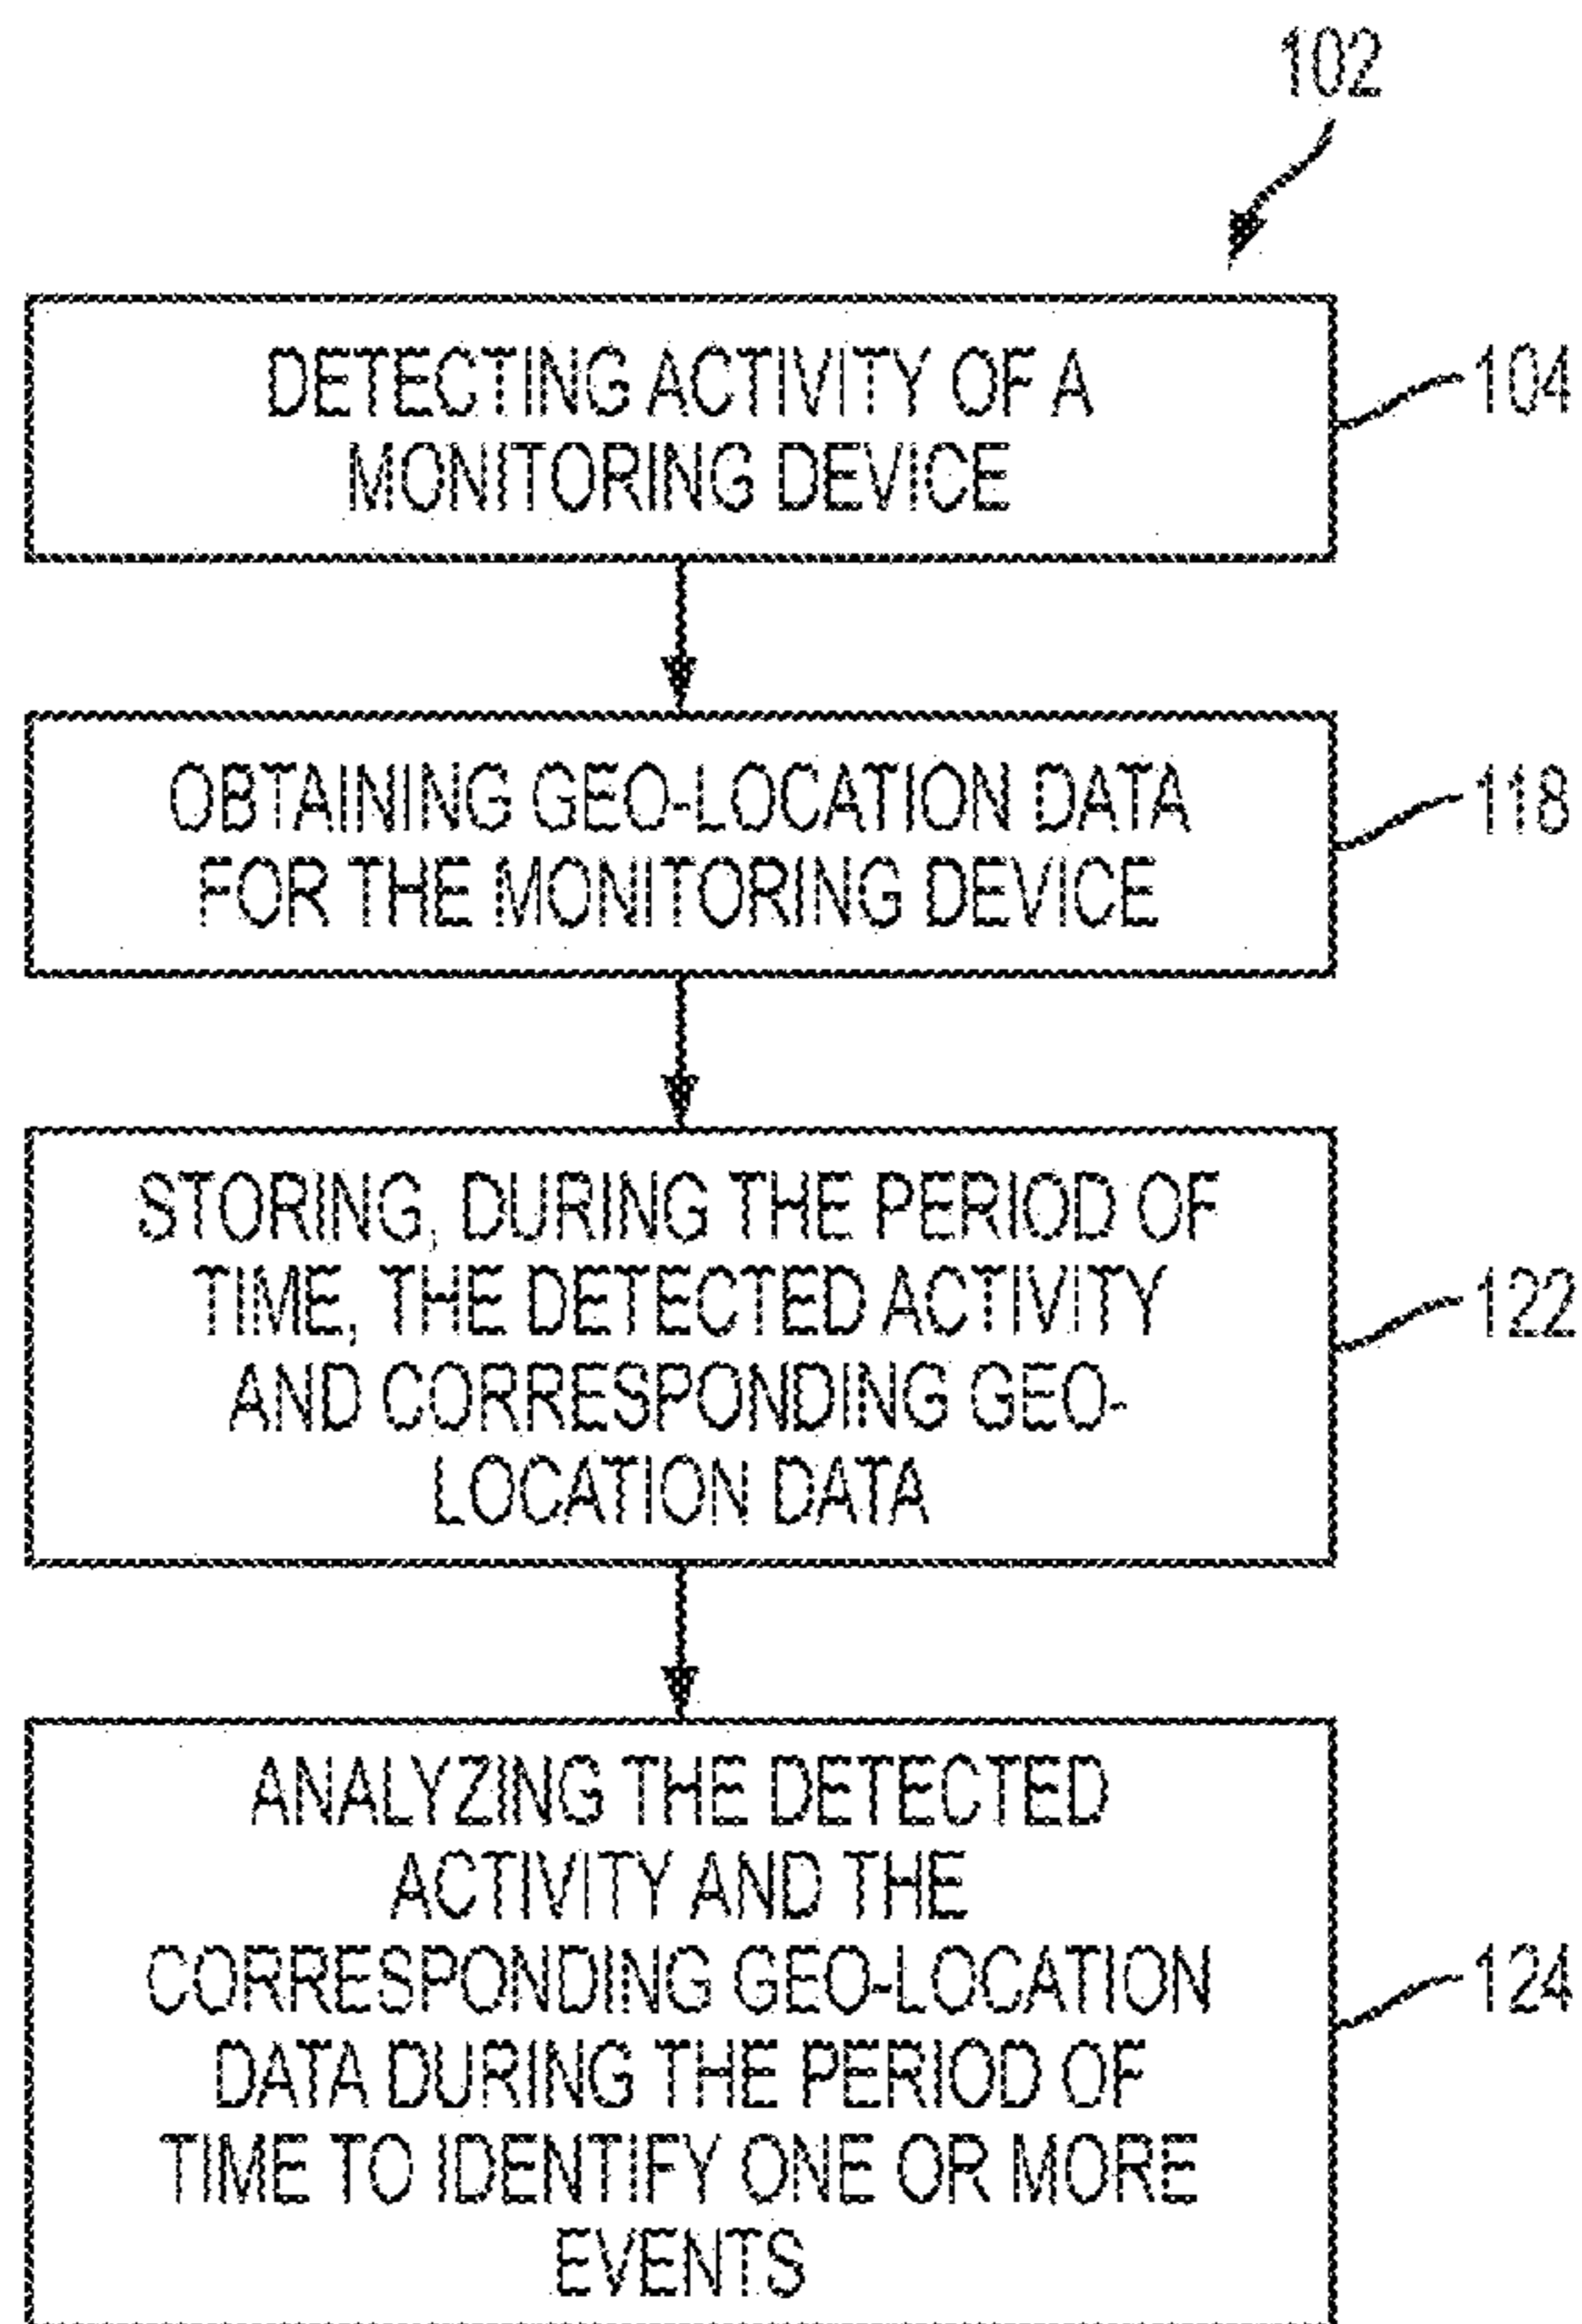 102
DETECTING ACTIVITY OF A
MONITORING DEVICE
104
OBTAINING GEO-LOCATION DATA
FOR THE MONITORING DEVICE
118
STORING, DURING THE PERIOD OF
TIME, THE DETECTED ACTIVITY
AND CORRESPONDING GEO-
LOCATION DATA
122
ANALYZING THE DETECTED
ACTIVITY AND THE
CORRESPONDING GEO-LOCATION
DATA DURING THE PERIOD OF
TIME TO IDENTIFY ONE OR MORE
EVENTS
124